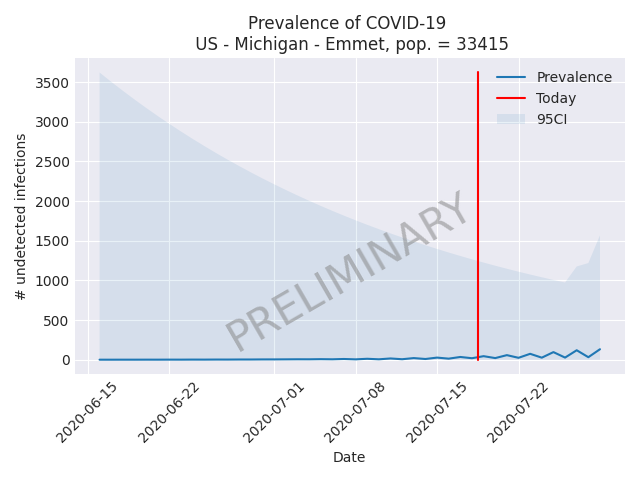 Prevalence of COVID-19
US - Michigan - Emmet, pop. = 33415
# undetected infections
3500
3000
2500
2000
1500
1000
500
0
Prevalence
Today
95CI
PRELIMINARY
2020-06-15
2020-06-22
2020-07-01
2020-07-08
2020-07-15
2020-07-22
Date